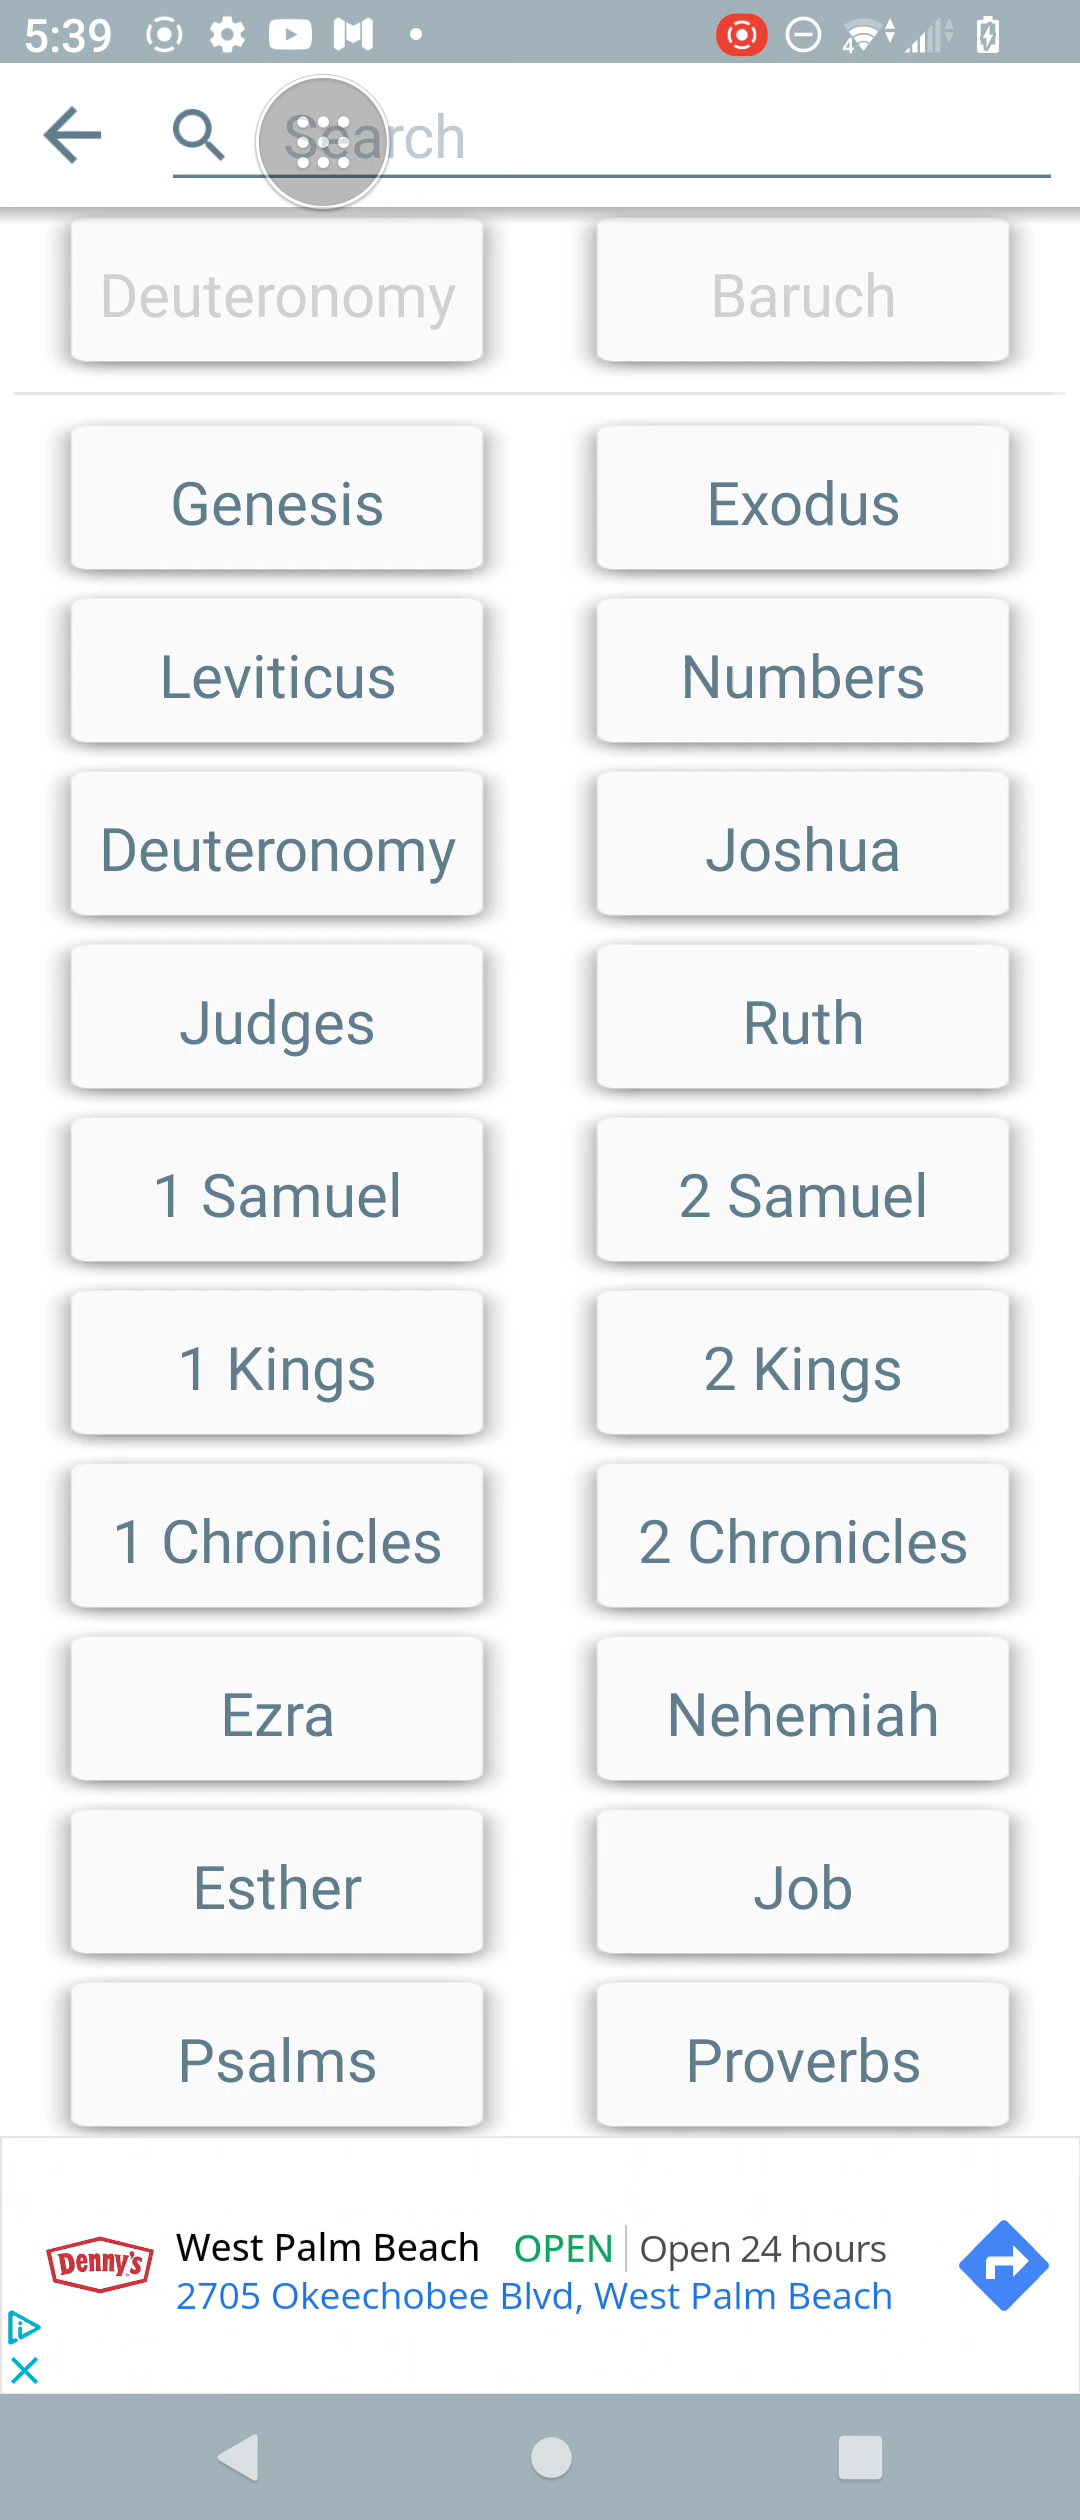 5:39
4
Search
Deuteronomy Baruch
Genesis Exodus
Leviticus Numbers
Deuteronomy Joshua
Judges Ruth
1 Samuel 2 Samuel
1 Kings 2 Kings
1 Chronicles 2 Chronicles
Ezra Nehemiah
Esther Job
Psalms Proverbs
Denny's West Palm Beach OPEN Open 24 hours
2705 Okeechobee Blvd, West Palm Beach